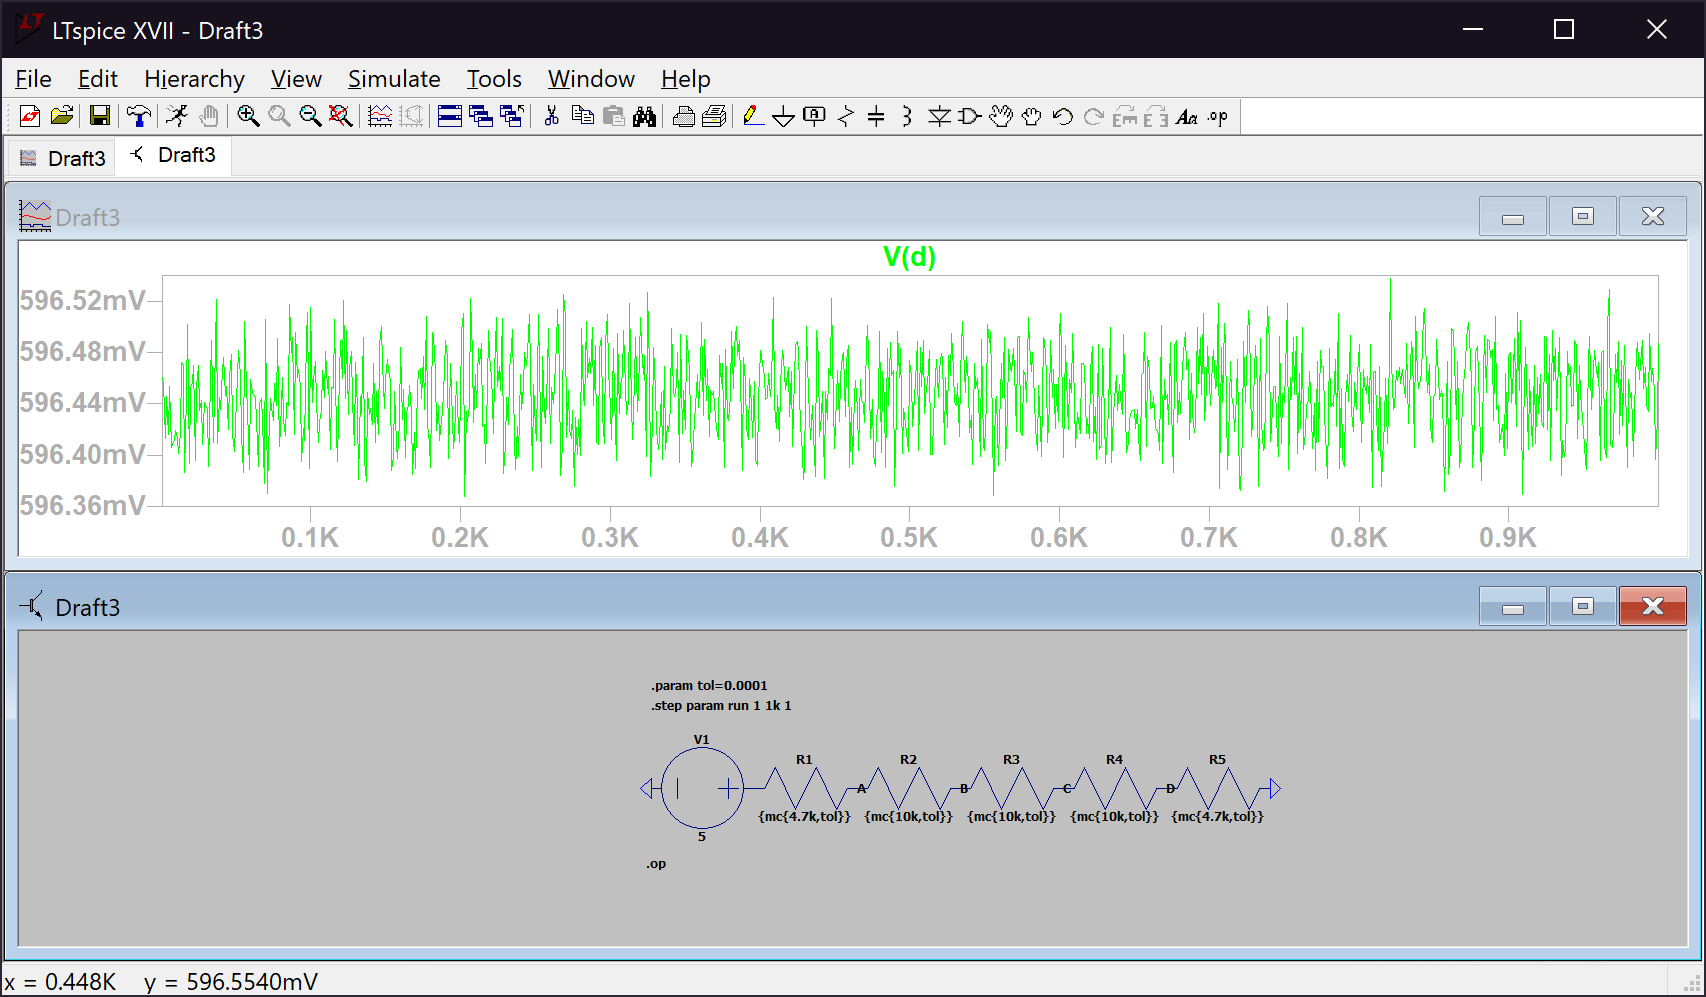 LTspice XVII - Draft3
File Edit Hierarchy View Simulate Tools Window Help
Draft3 Draft3
Draft3
V(d)
596.52mV
596.48mV
596.44mV
596.40mV
596.36mV
0.1K 0.2K 0.3K 0.4K 0.5K 0.6K 0.7K 0.8K 0.9K
Draft3
.param tol=0.0001
.step param run 1 1k 1
V1
R1 R2 R3 R4 R5
A B C D
{mc{4.7k,tol}} {mc{10k,tol}} {mc{10k,tol}} {mc{10k,tol}} {mc{4.7k,tol}}
5
.op
x = 0.448K y = 596.5540mV